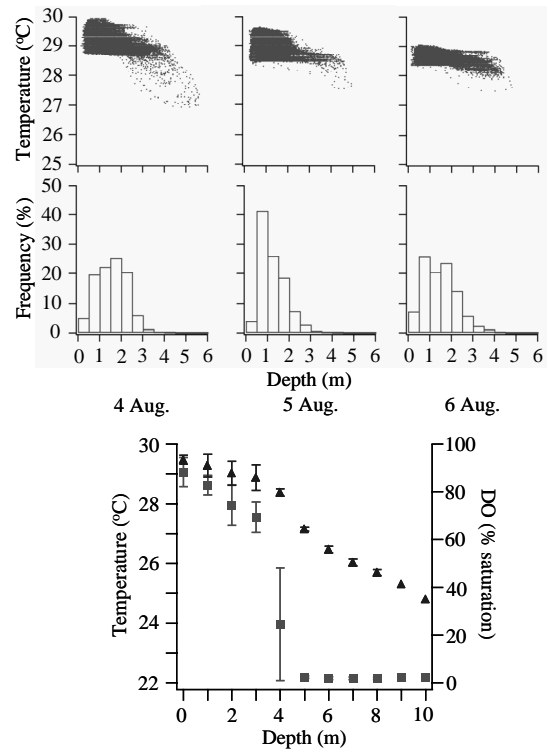 Temperature (ºC)
30
29
28
27
26
25
Frequency (%)
50
40
30
20
10
0
0 1 2 3 4 5 6
0 1 2 3 4 5 6
0 1 2 3 4 5 6
Depth (m)
4 Aug.
5 Aug.
6 Aug.
Temperature (ºC)
30
28
26
24
22
DO (% saturation)
100
80
60
40
20
0
0 2 4 6 8 10
Depth (m)